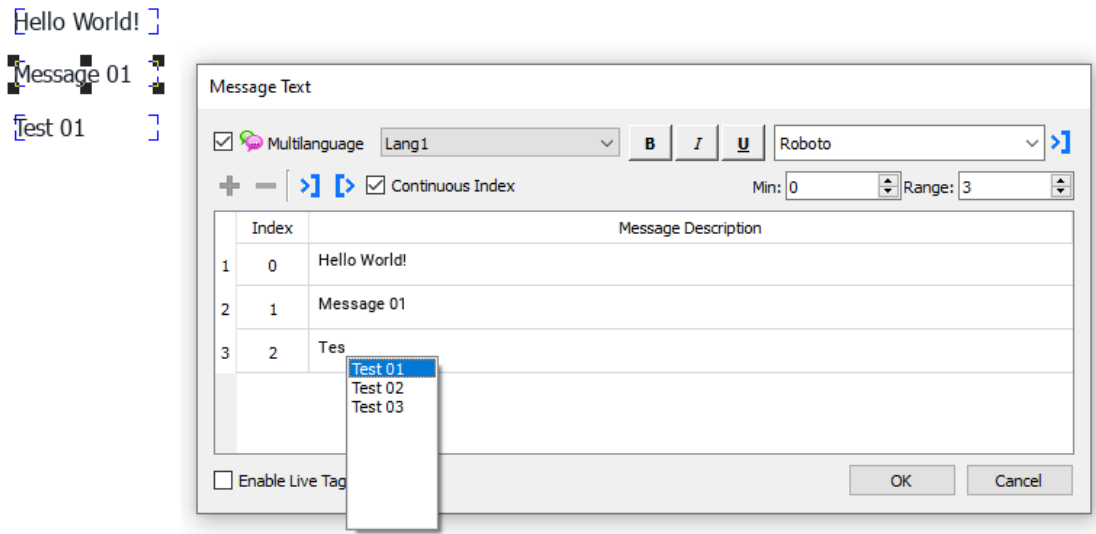 Hello World!
Message 01
Test 01
Message Text
Multilanguage Lang1 B I U Roboto
Continuous Index Min: 0 Range: 3
Index Message Description
1 0 Hello World!
2 1 Message 01
3 2 Tes
Test 01
Test 02
Test 03
Enable Live Tag OK Cancel